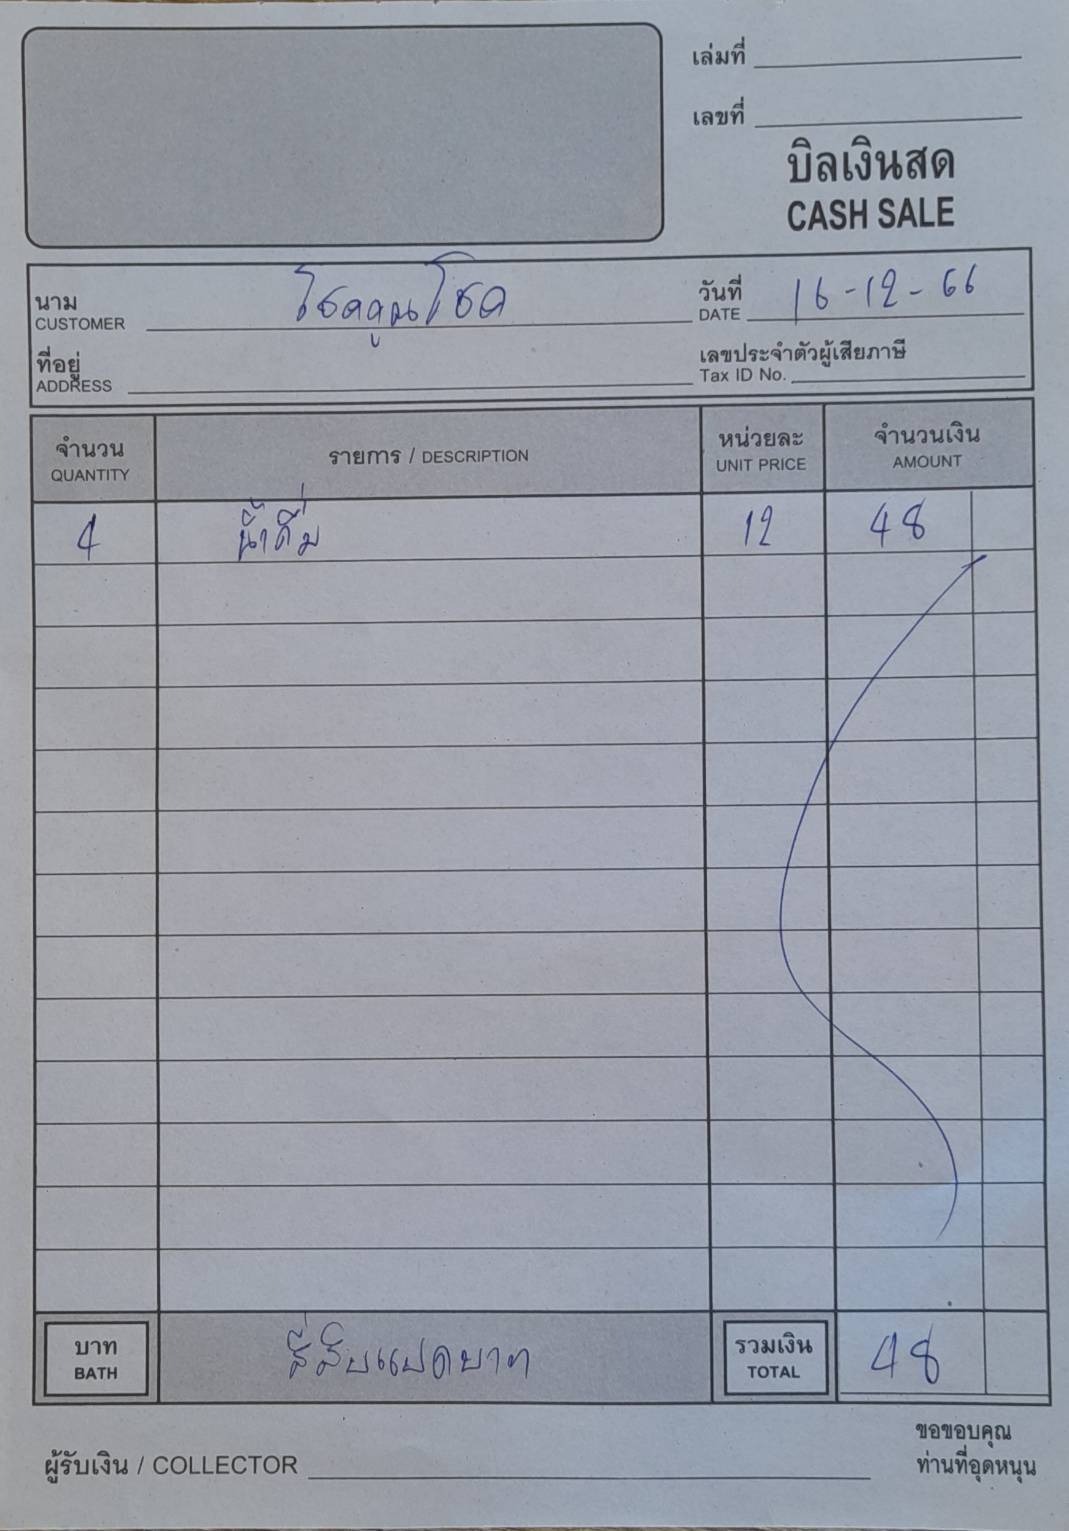 เล่มที่
เลขที่
บิลเงินสด
CASH SALE
นาม โชคคูณโชค วันที่ 16-12-66
CUSTOMER DATE
ที่อยู่ เลขประจำตัวผู้เสียภาษี
ADDRESS Tax ID No.
จำนวน รายการ / DESCRIPTION หน่วยละ จำนวนเงิน
QUANTITY UNIT PRICE AMOUNT
4 น้ำดื่ม 12 48
บาท สี่สิบแปดบาท รวมเงิน 48
BATH TOTAL
ขอขอบคุณ
ผู้รับเงิน / COLLECTOR ท่านที่อุดหนุน